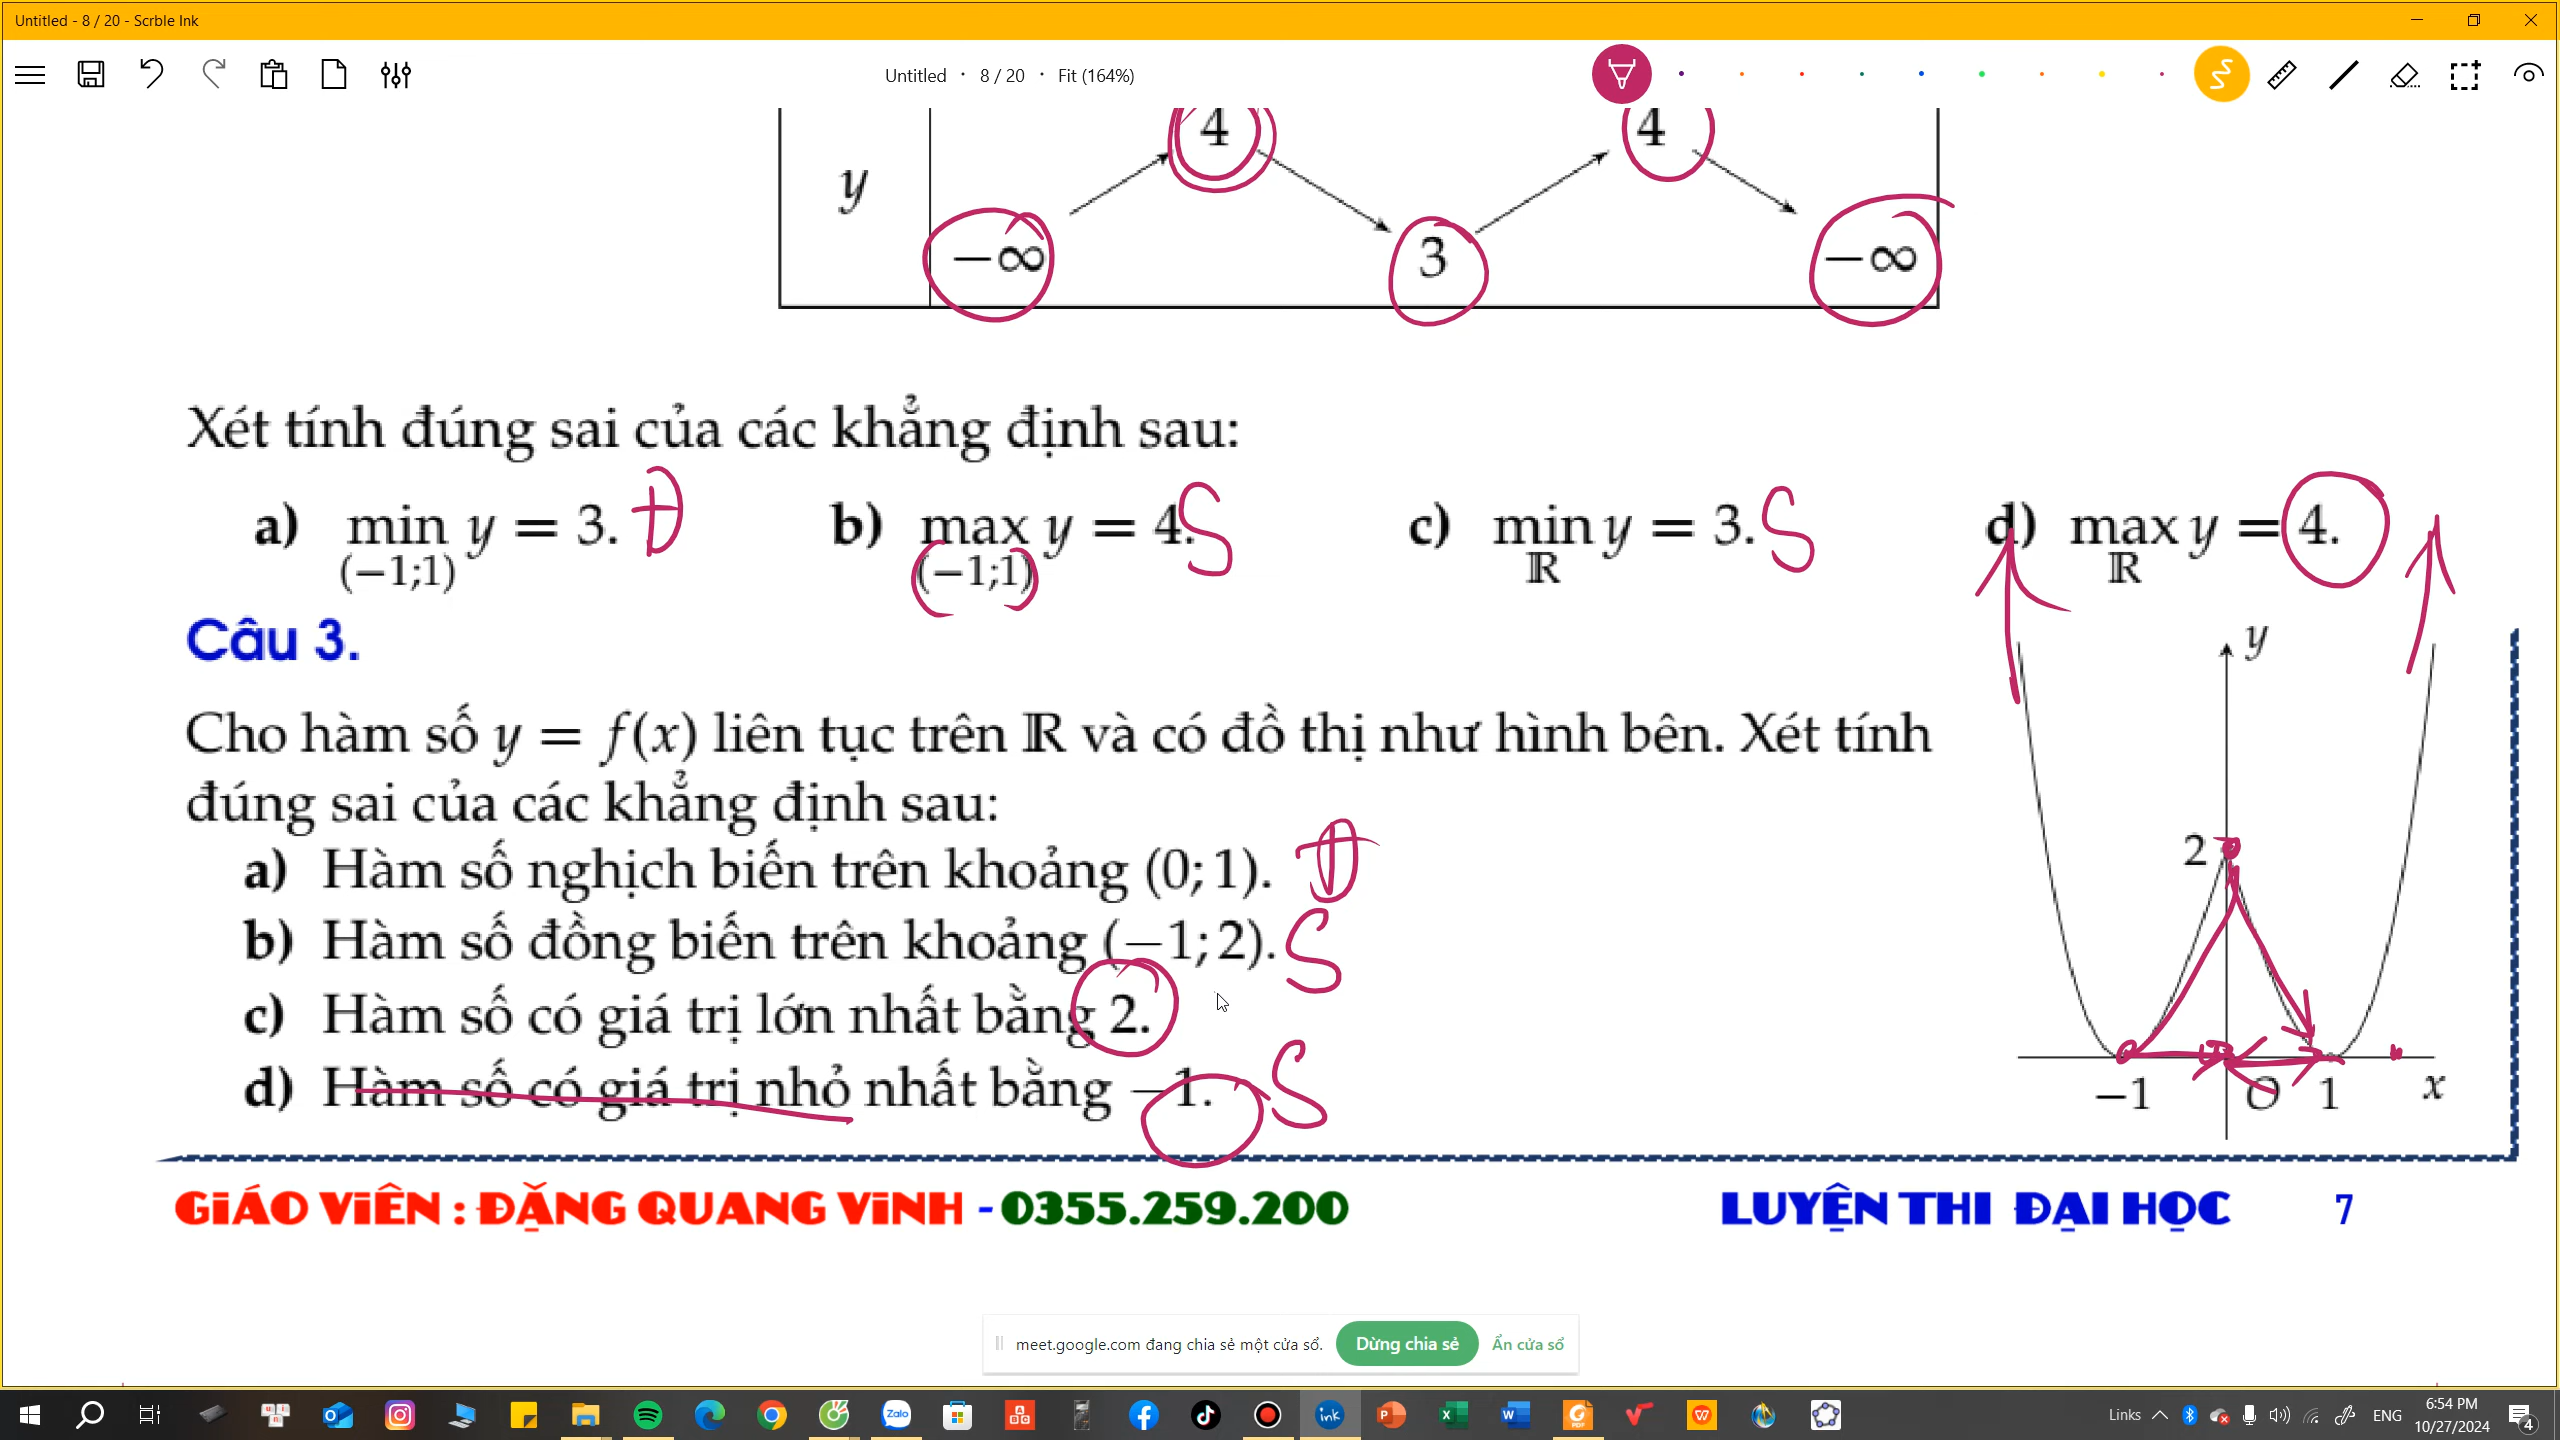 Untitled - 8 / 20 - Scrble Ink
Untitled • 8 / 20 • Fit (164%)
4 4
y
−∞ 3 −∞
Xét tính đúng sai của các khẳng định sau:
a) min y = 3. Đ b) max y = 4. S c) min y = 3. S d) max y = 4.
(−1;1) (−1;1) ℝ ℝ
Câu 3.
Cho hàm số y = f(x) liên tục trên ℝ và có đồ thị như hình bên. Xét tính
đúng sai của các khẳng định sau:
a) Hàm số nghịch biến trên khoảng (0; 1). Đ
b) Hàm số đồng biến trên khoảng (−1; 2). S
c) Hàm số có giá trị lớn nhất bằng 2.
d) Hàm số có giá trị nhỏ nhất bằng −1. S
y
2
−1 O 1 x
GIÁO VIÊN : ĐẶNG QUANG VINH - 0355.259.200 LUYỆN THI ĐẠI HỌC 7
meet.google.com đang chia sẻ một cửa sổ. Dừng chia sẻ Ẩn cửa sổ
Zalo ink Links ENG
6:54 PM
10/27/2024
4